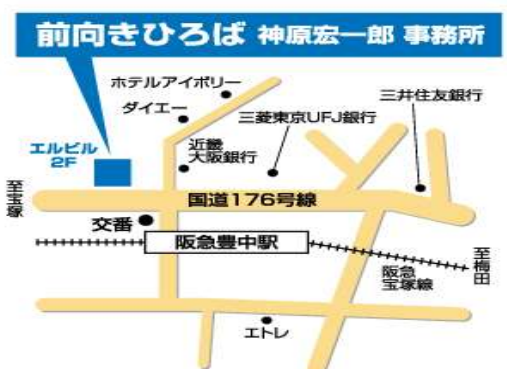 前向きひろば 神原宏一郎 事務所
ホテルアイボリー
ダイエー
三井住友銀行
三菱東京UFJ銀行
エルビル
2F
近畿
大阪銀行
至宝塚
国道176号線
交番
阪急豊中駅
至梅田
阪急
宝塚線
エトレ